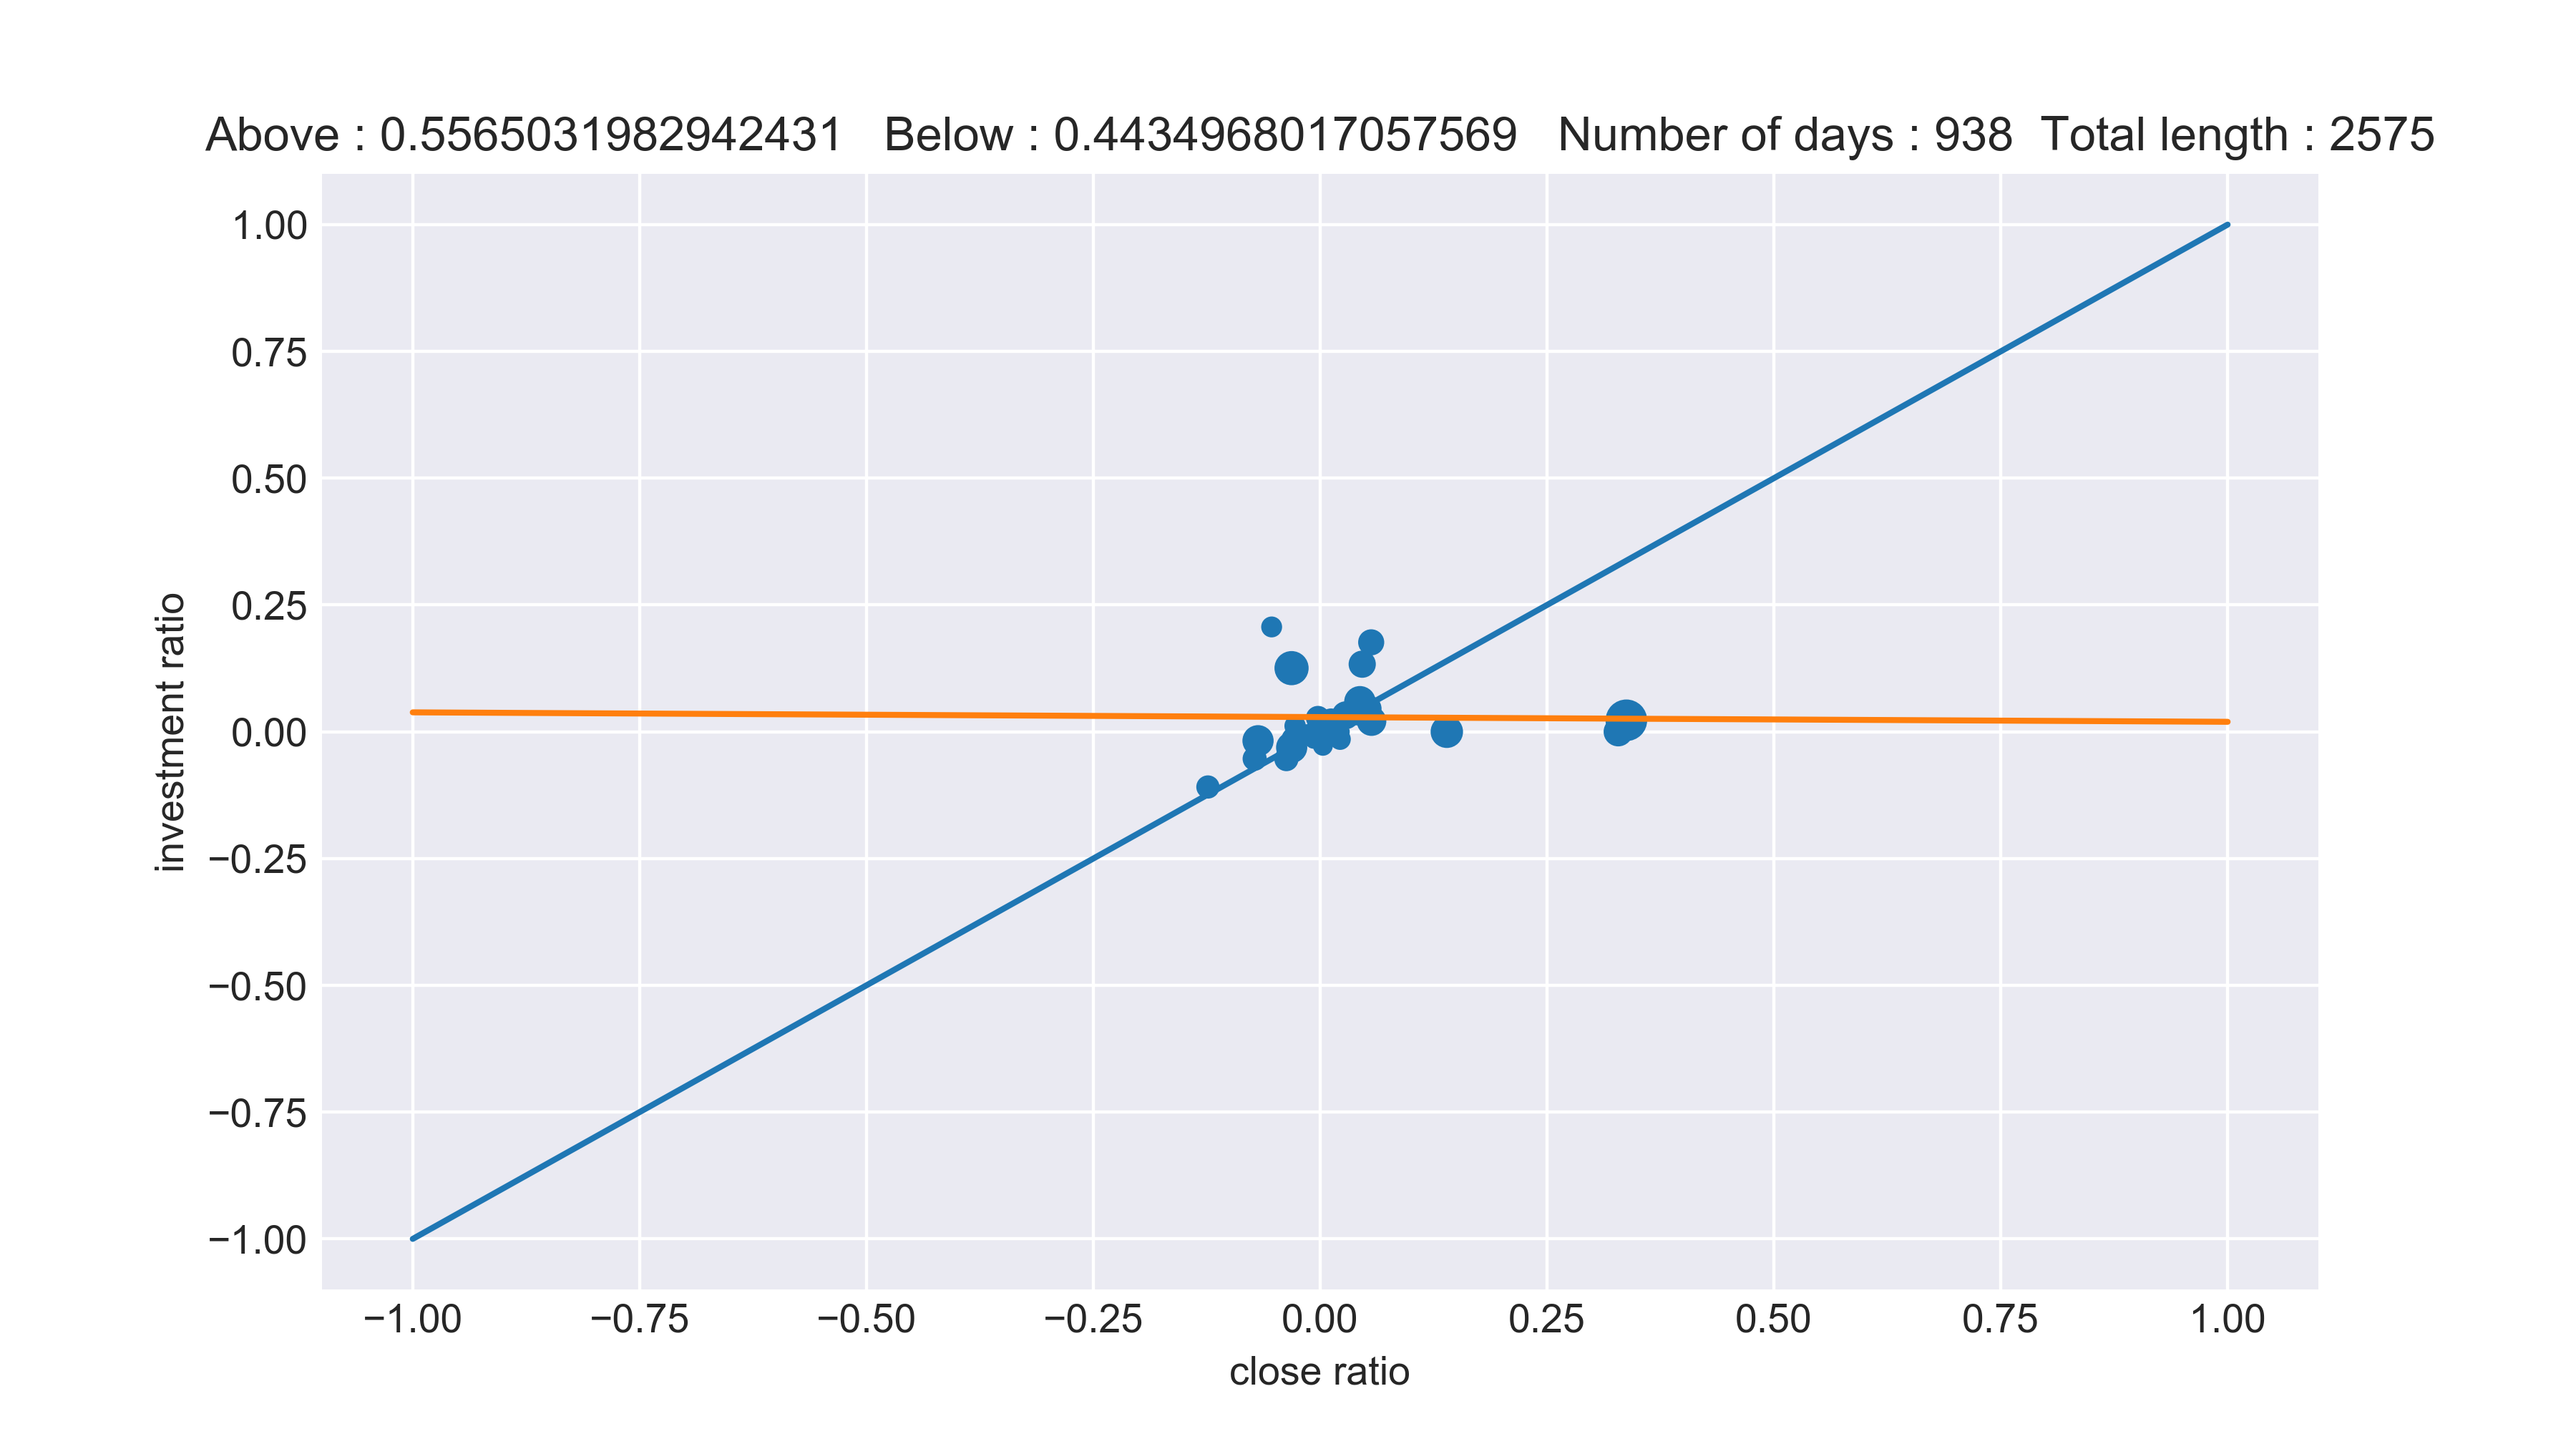 Above : 0.5565031982942431 Below : 0.4434968017057569 Number of days : 938 Total length : 2575
1.00
0.75
0.50
0.25
0.00
−0.25
−0.50
−0.75
−1.00
investment ratio
−1.00 −0.75 −0.50 −0.25 0.00 0.25 0.50 0.75 1.00
close ratio